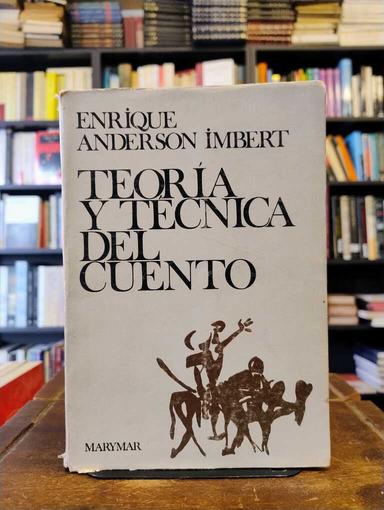 ENRIQUE
ANDERSON IMBERT
TEORÍA
Y TÉCNICA
DEL
CUENTO
MARYMAR